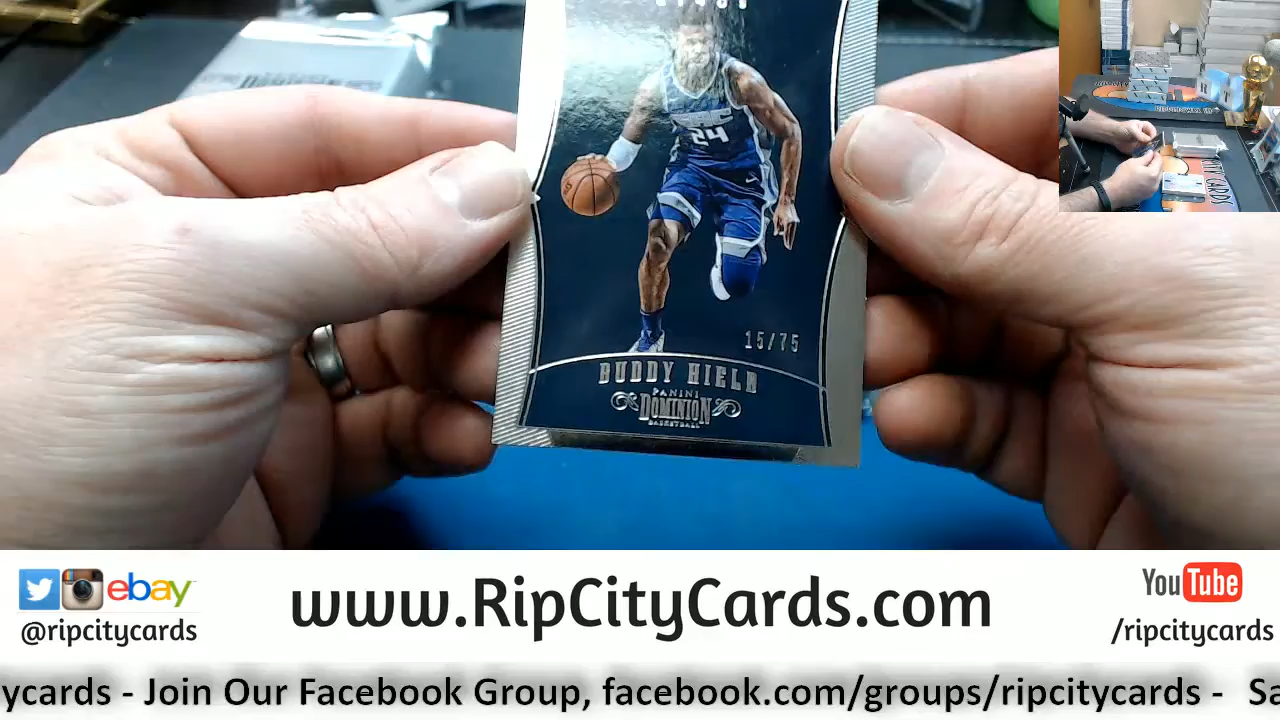 24
15/75
BUDDY HIELD
PANINI
DOMINION
BASKETBALL
ebay
@ripcitycards
www.RipCityCards.com
YouTube
/ripcitycards
ycards - Join Our Facebook Group, facebook.com/groups/ripcitycards - Sa